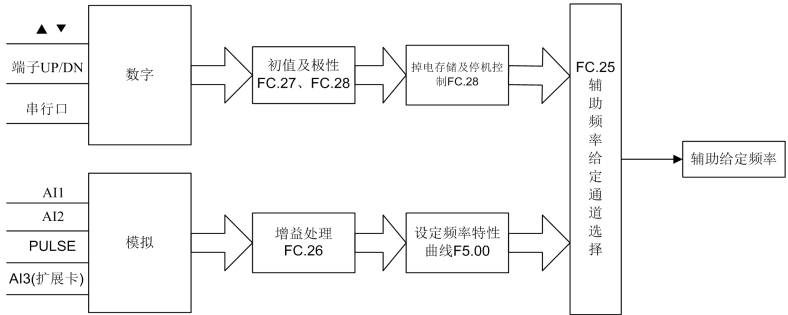 ▲ ▼
端子UP/DN
串行口
数字
初值及极性
FC.27、FC.28
掉电存储及停机控
制FC.28
AI1
AI2
PULSE
AI3(扩展卡)
模拟
增益处理
FC.26
设定频率特性
曲线F5.00
FC.25
辅
助
频
率
给
定
通
道
选
择
辅助给定频率